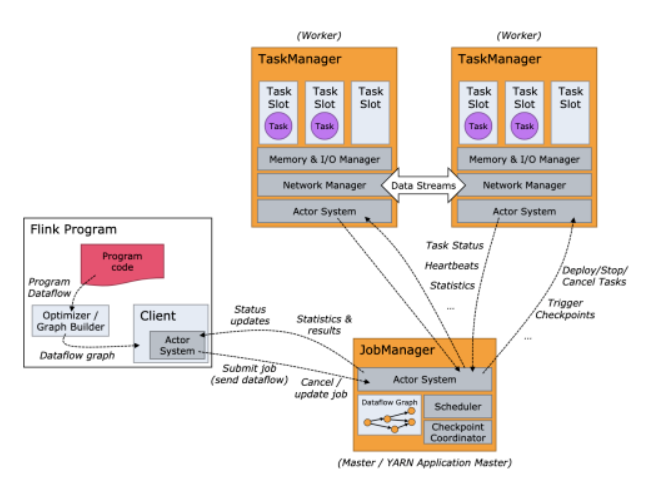 (Worker)
(Worker)
TaskManager
TaskManager
Task
Slot
Task
Slot
Task
Slot
Task
Task
Task
Slot
Task
Slot
Task
Slot
Task
Task
Memory & I/O Manager
Memory & I/O Manager
Network Manager
Data Streams
Network Manager
Actor System
Actor System
Flink Program
Program
code
Program
Dataflow
Optimizer /
Graph Builder
Dataflow graph
Client
Actor
System
Task Status
Heartbeats
Statistics
...
Deploy/Stop/
Cancel Tasks
Trigger
Checkpoints
...
Status
updates
Statistics &
results
Submit job
(send dataflow)
Cancel /
update job
JobManager
Actor System
Dataflow Graph
Scheduler
Checkpoint
Coordinator
(Master / YARN Application Master)